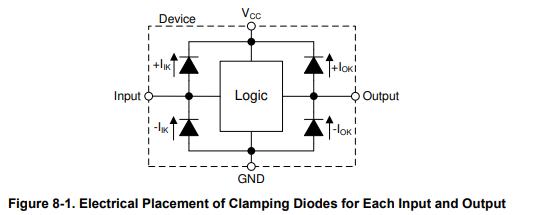 Device
VCC
+IIK
+IOK
Input
Logic
Output
-IIK
-IOK
GND
Figure 8-1. Electrical Placement of Clamping Diodes for Each Input and Output